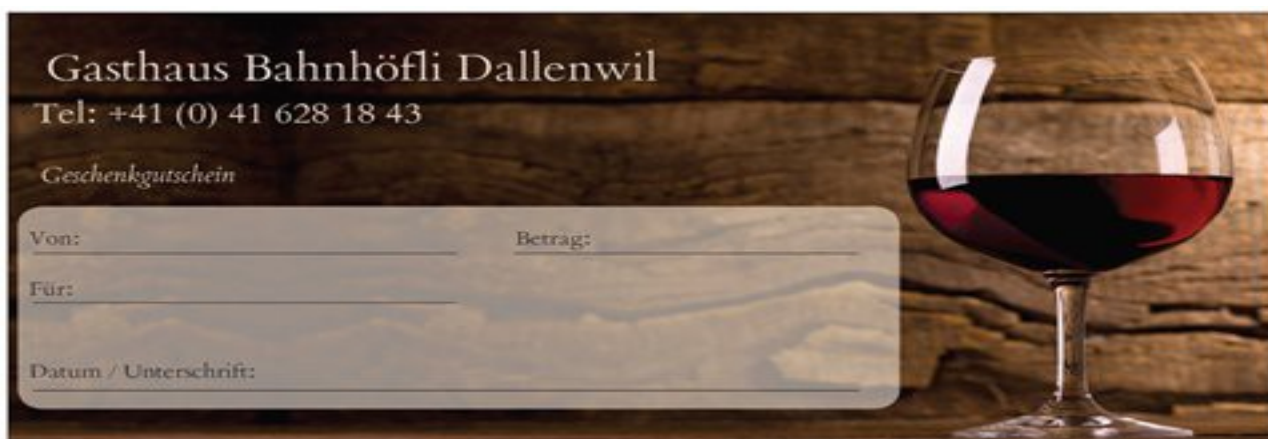 Gasthaus Bahnhöfli Dallenwil
Tel: +41 (0) 41 628 18 43
Geschenkgutschein
Von: Betrag:
Für:
Datum / Unterschrift: